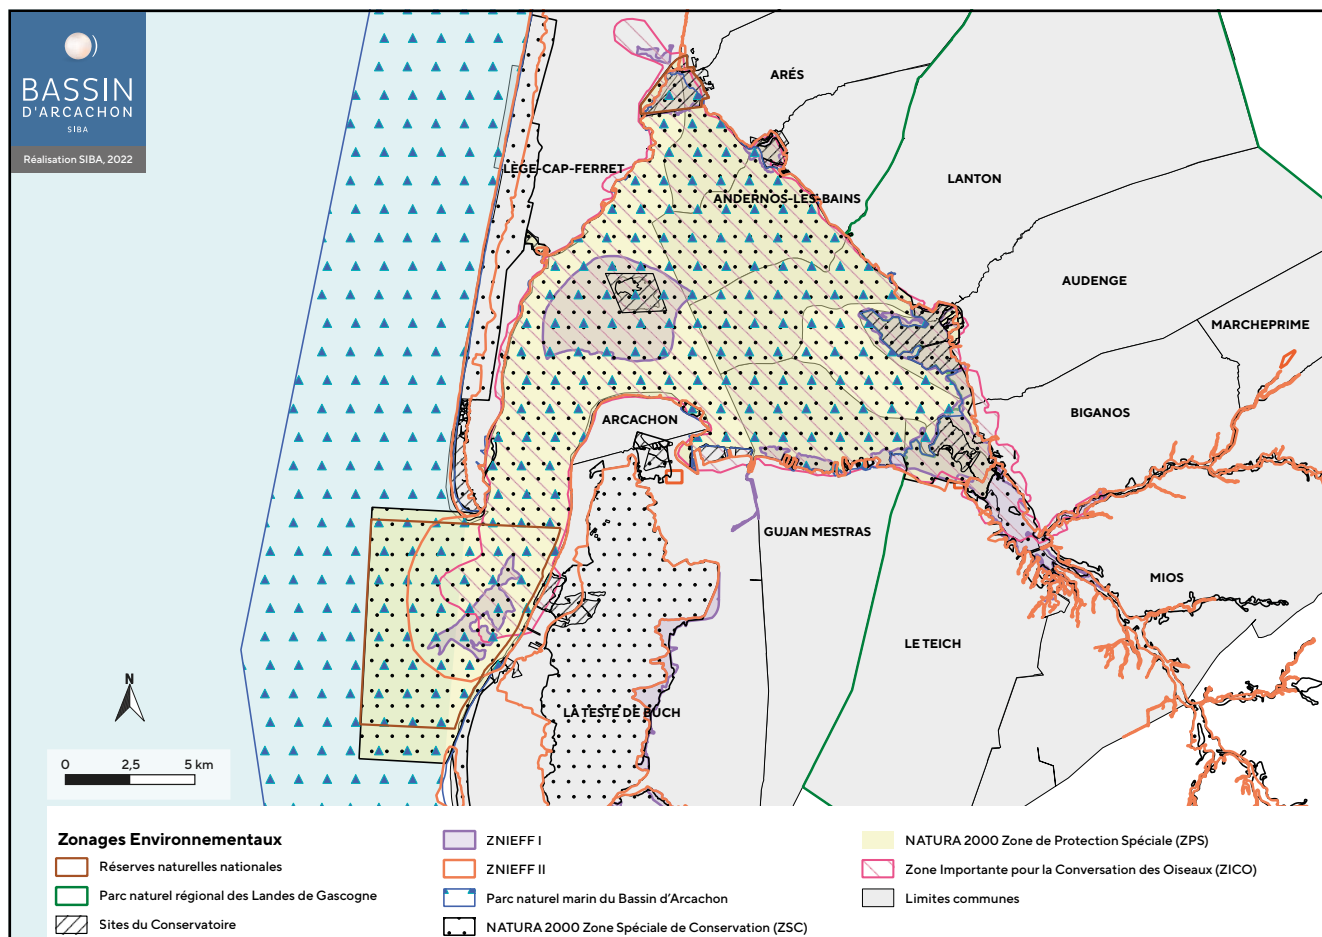 BASSIN
D'ARCACHON
SIBA
Réalisation SIBA, 2022
ARÉS
LÈGE-CAP-FERRET
LANTON
ANDERNOS-LES-BAINS
AUDENGE
MARCHEPRIME
BIGANOS
ARCACHON
GUJAN MESTRAS
MIOS
LE TEICH
LA TESTE DE BUCH
N
0 2,5 5 km
Zonages Environnementaux
Réserves naturelles nationales
Parc naturel régional des Landes de Gascogne
Sites du Conservatoire
ZNIEFF I
ZNIEFF II
Parc naturel marin du Bassin d'Arcachon
NATURA 2000 Zone Spéciale de Conservation (ZSC)
NATURA 2000 Zone de Protection Spéciale (ZPS)
Zone Importante pour la Conversation des Oiseaux (ZICO)
Limites communes